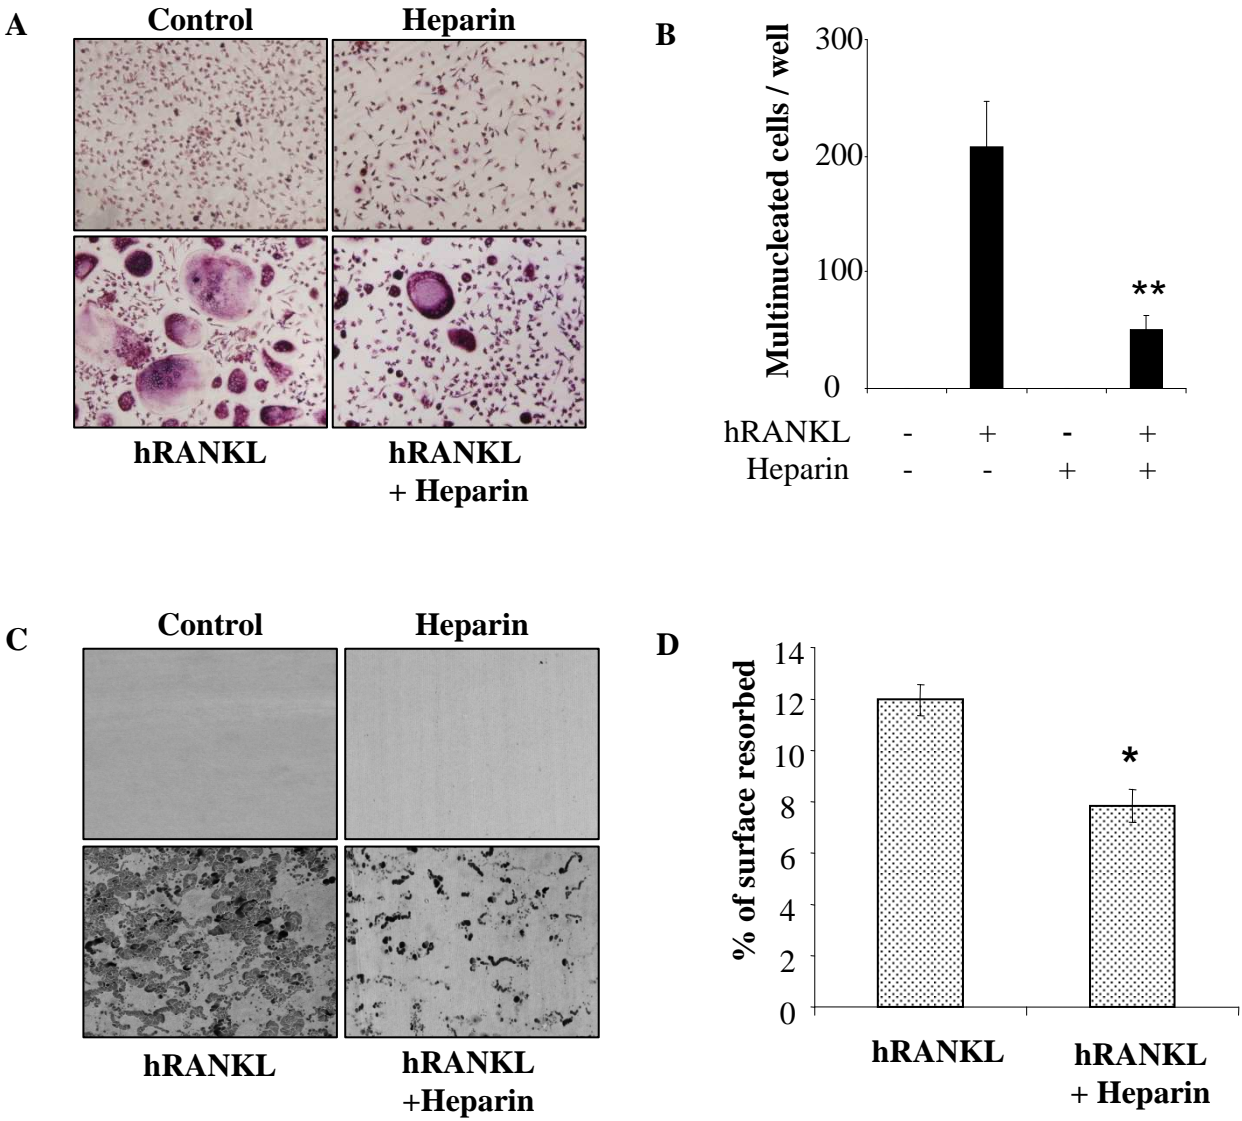 A
Control
Heparin
hRANKL
hRANKL
+ Heparin
B
Multinucleated cells / well
300
200
100
0
**
hRANKL - + - +
Heparin - - + +
C
Control
Heparin
hRANKL
hRANKL
+Heparin
D
% of surface resorbed
14
12
10
8
6
4
2
0
*
hRANKL
hRANKL
+ Heparin